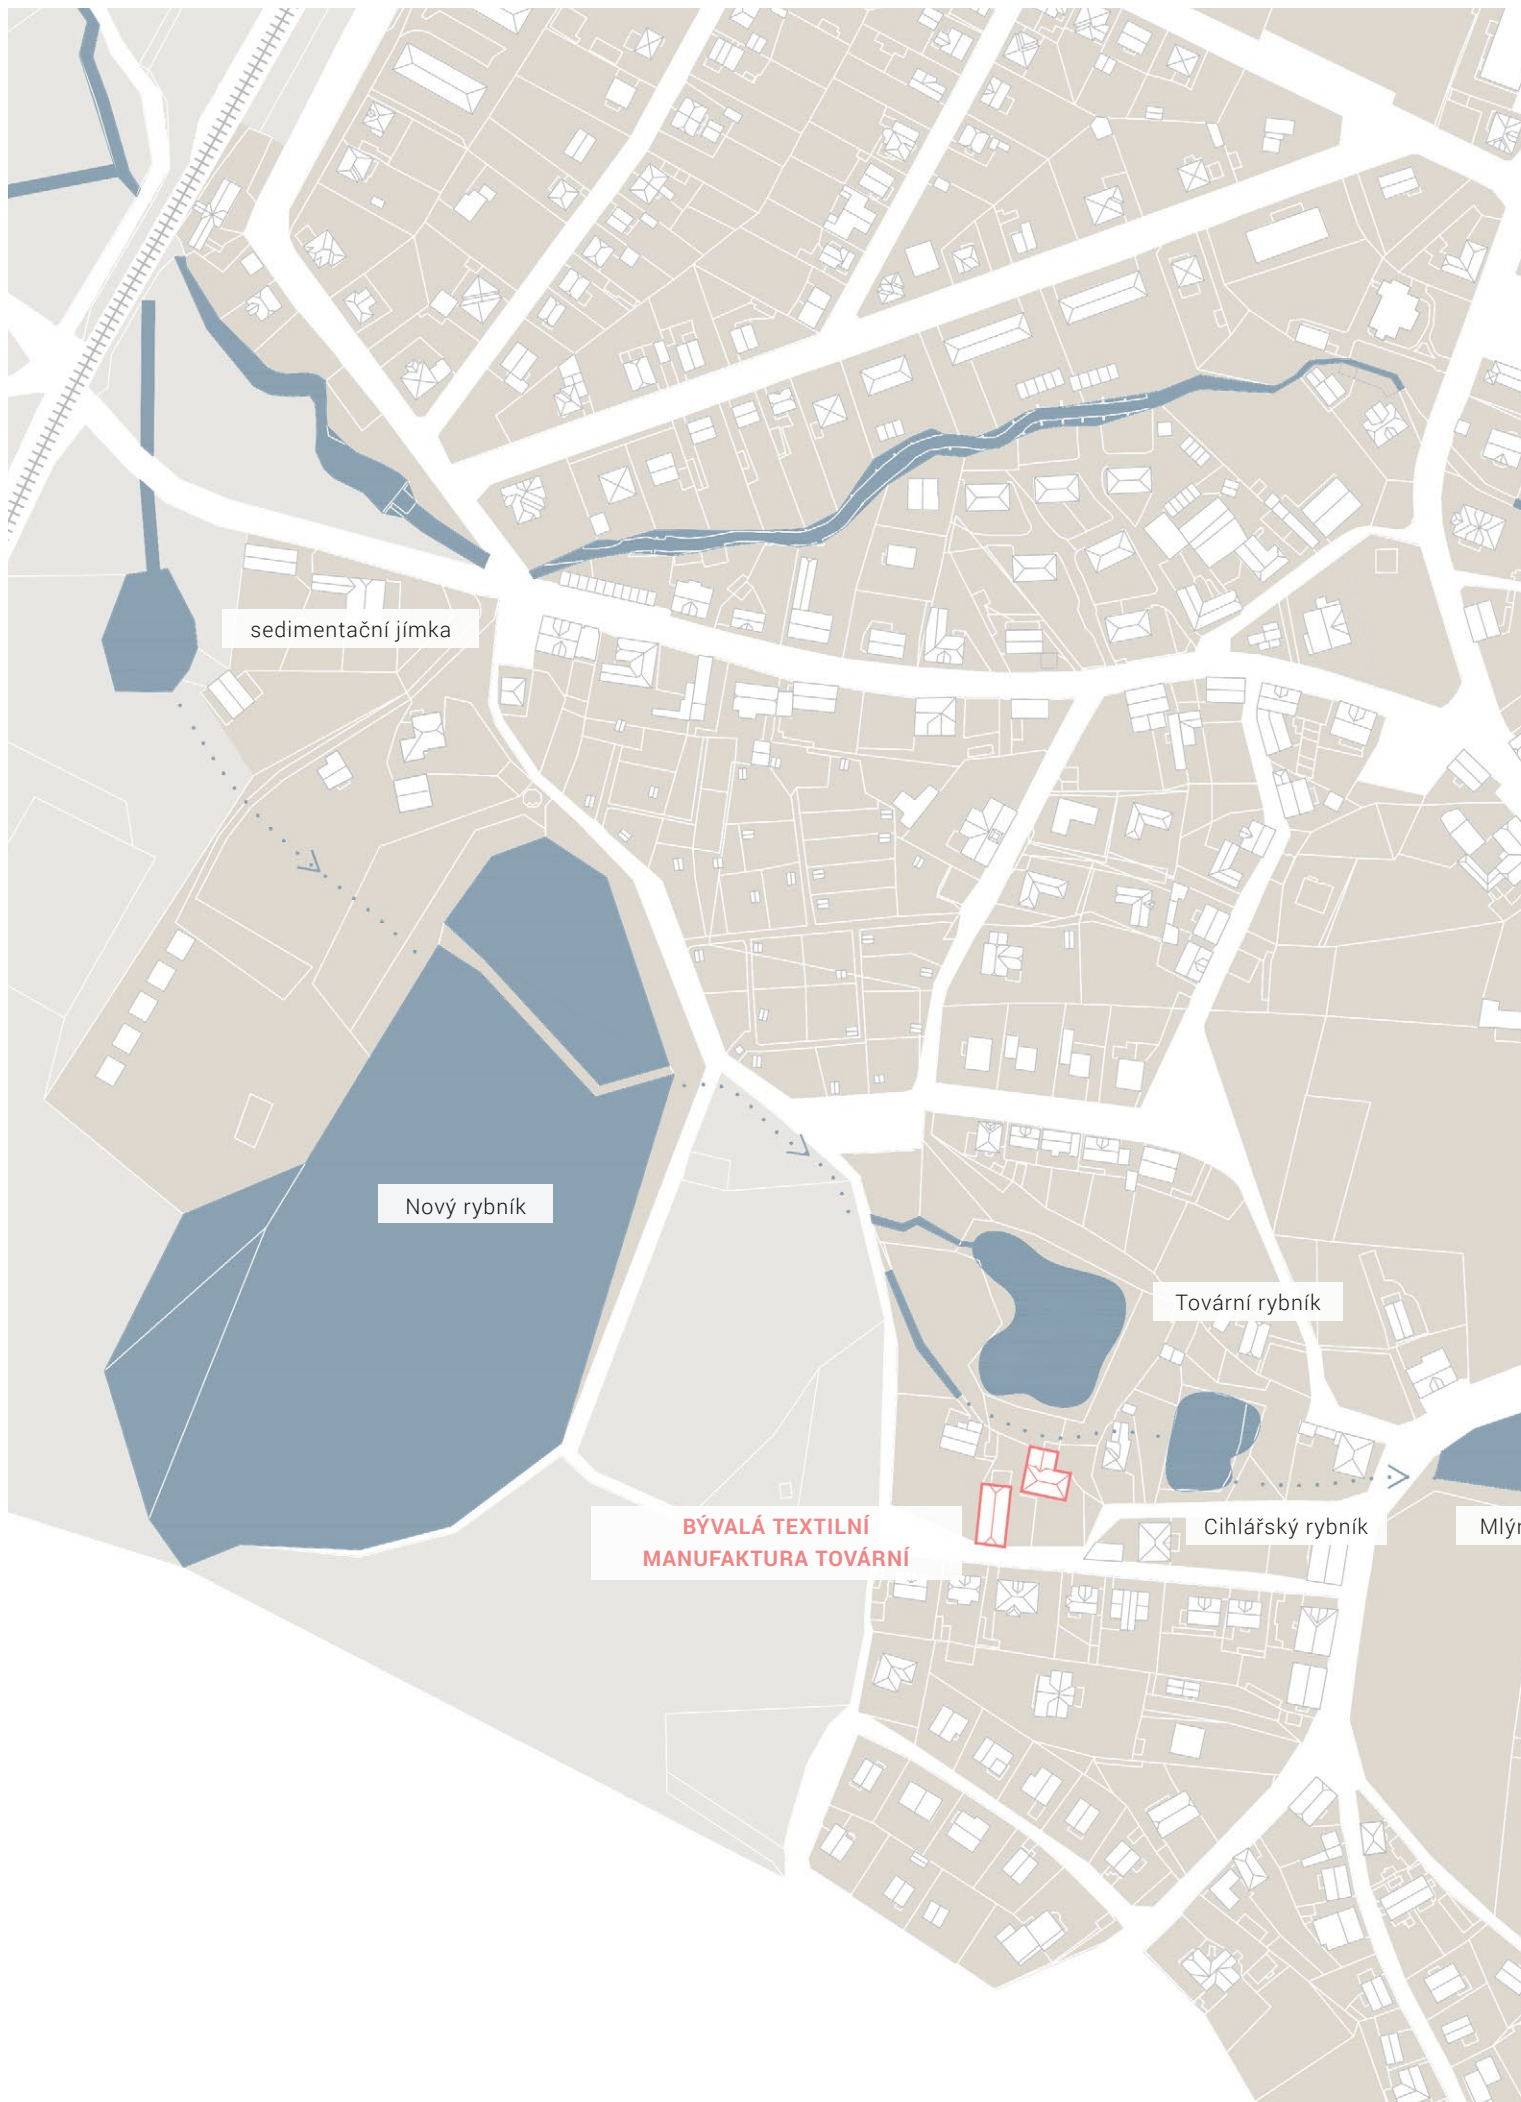 sedimentační jímka
Nový rybník
Tovární rybník
BÝVALÁ TEXTILNÍ
MANUFAKTURA TOVÁRNÍ
Cihlářský rybník